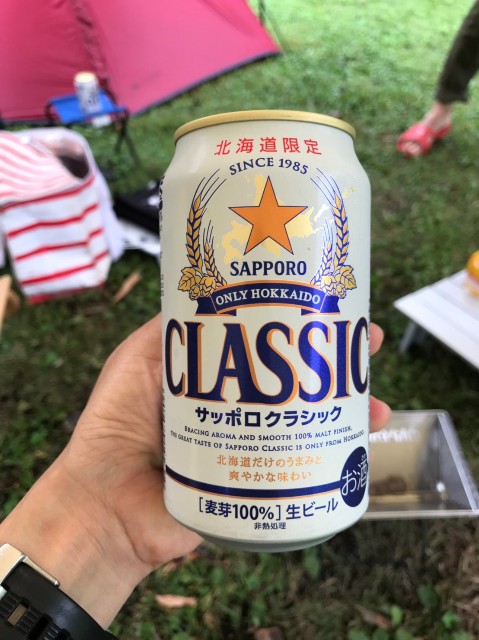 北海道限定
SINCE 1985
SAPPORO
ONLY HOKKAIDO
CLASSIC
サッポロクラシック
BRACING AROMA AND SMOOTH 100% MALT FINISH,
THE GREAT TASTE OF SAPPORO CLASSIC IS ONLY FROM HOKKAIDO
北海道だけのうまみと
爽やかな味わい
お酒
[麦芽100%] 生ビール
非熱処理